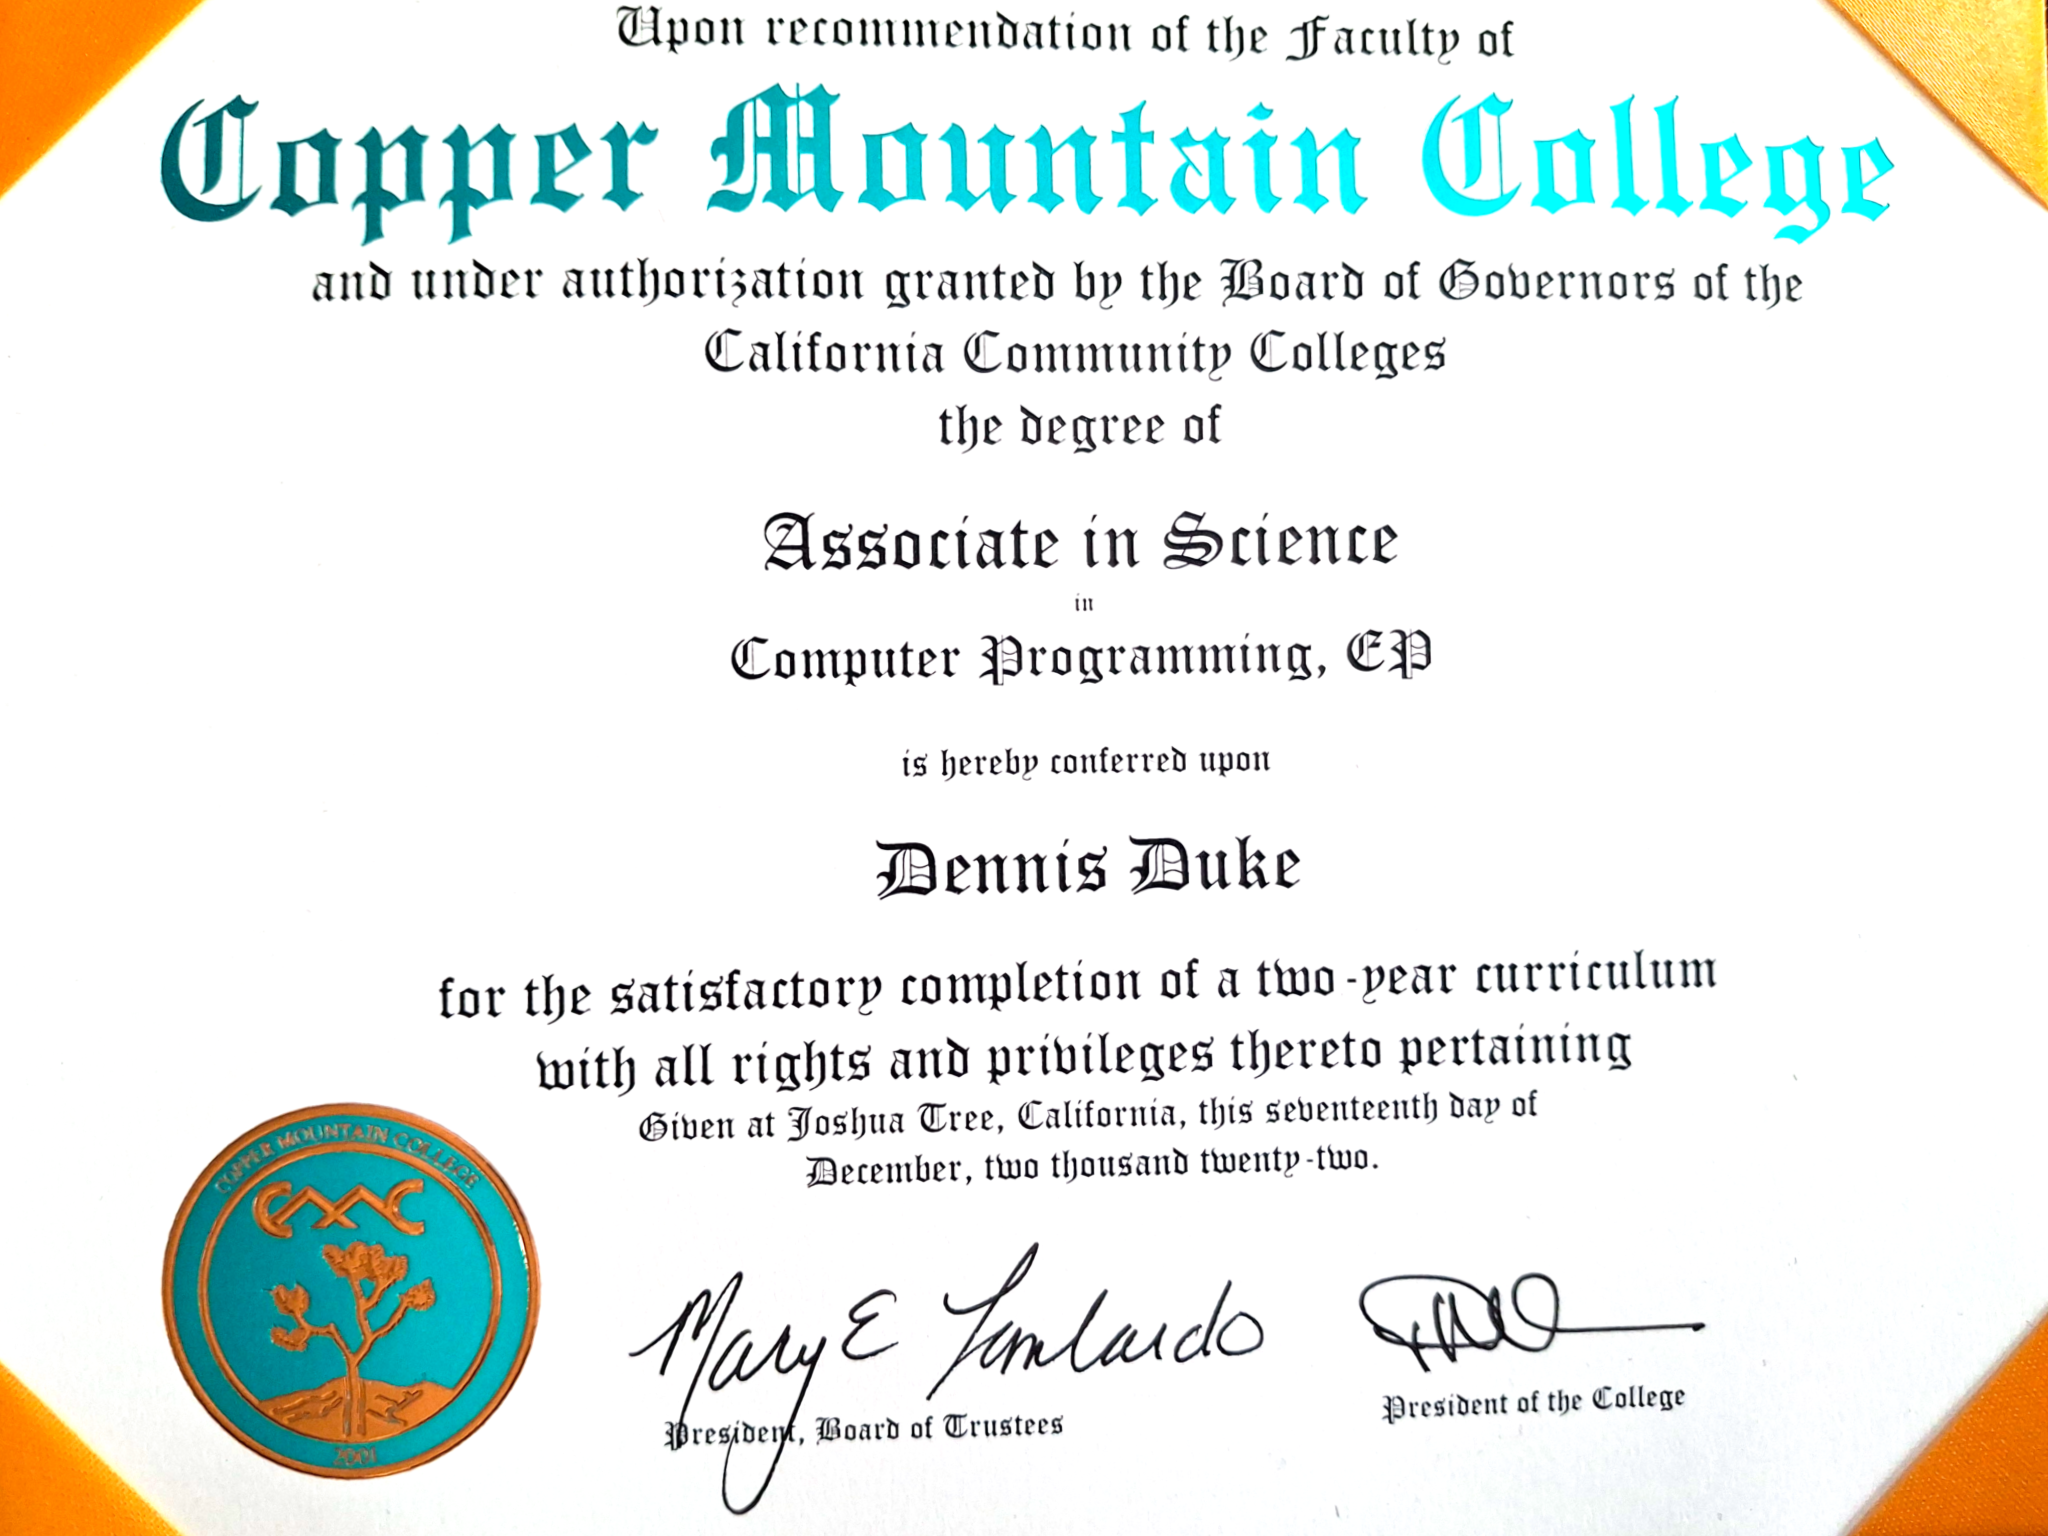 Upon recommendation of the Faculty of
Copper Mountain College
and under authorization granted by the Board of Governors of the
California Community Colleges
the degree of
Associate in Science
in
Computer Programming, EP
is hereby conferred upon
Dennis Duke
for the satisfactory completion of a two-year curriculum
with all rights and privileges thereto pertaining
Given at Joshua Tree, California, this seventeenth day of
December, two thousand twenty-two.
COPPER MOUNTAIN COLLEGE
CMC
2001
Mary E Lombardo
President, Board of Trustees
President of the College